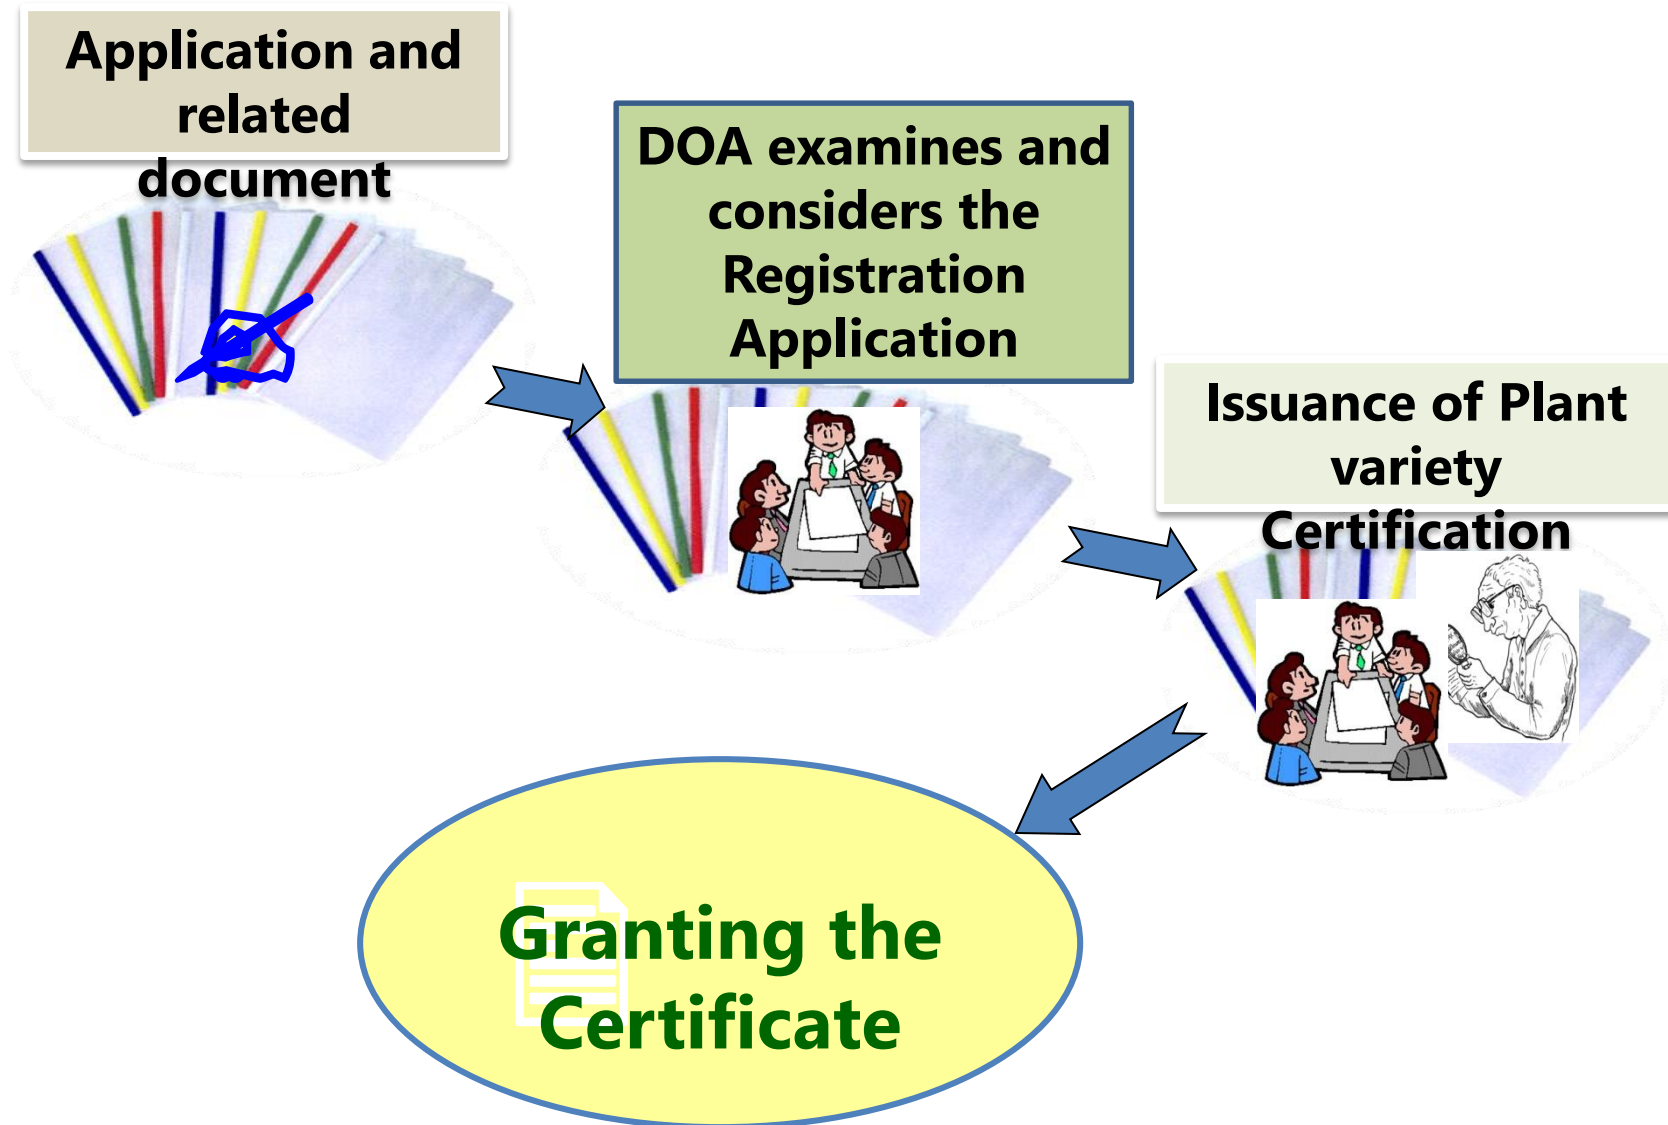 Application and
related
document
DOA examines and
considers the
Registration
Application
Issuance of Plant
variety
Certification
Granting the
Certificate